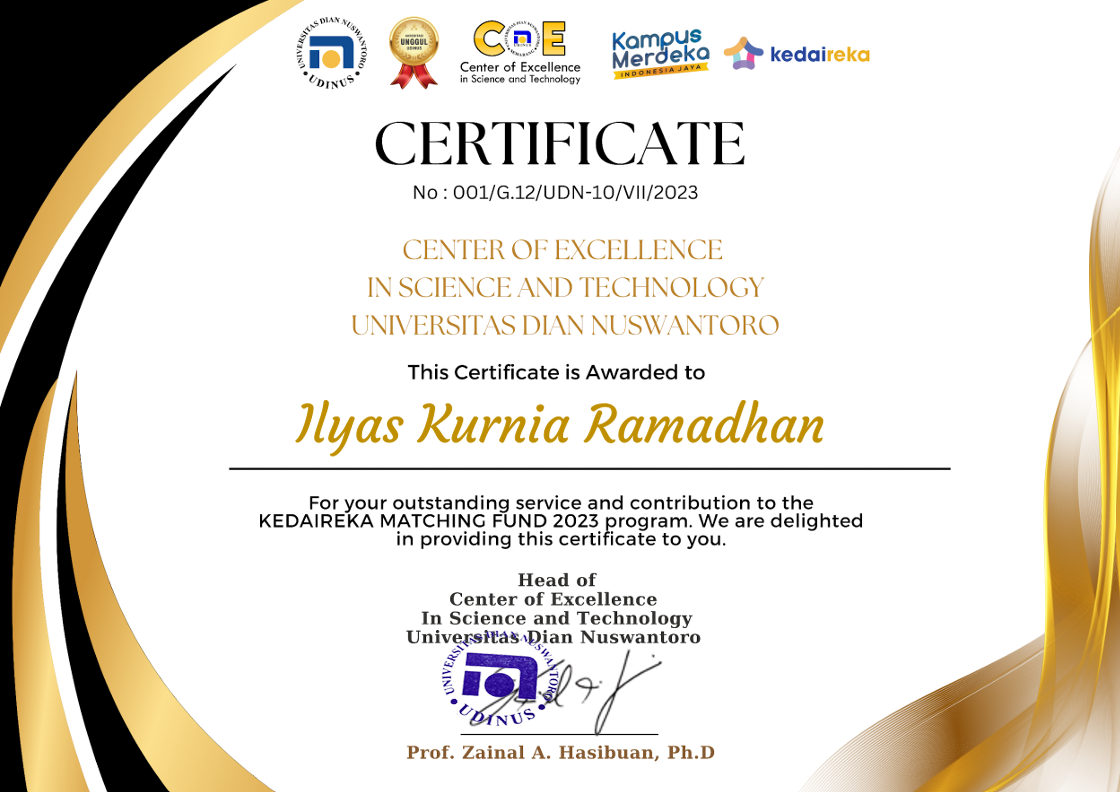 UNIVERSITAS DIAN NUSWANTORO
UDINUS
UNGGUL
UDINUS
CoE
Center of Excellence
in Science and Technology
Kampus
Merdeka
INDONESIA JAYA
kedaireka
CERTIFICATE
No : 001/G.12/UDN-10/VII/2023
CENTER OF EXCELLENCE
IN SCIENCE AND TECHNOLOGY
UNIVERSITAS DIAN NUSWANTORO
This Certificate is Awarded to
Ilyas Kurnia Ramadhan
For your outstanding service and contribution to the
KEDAIREKA MATCHING FUND 2023 program. We are delighted
in providing this certificate to you.
Head of
Center of Excellence
In Science and Technology
Universitas Dian Nuswantoro
UNIVERSITAS DIAN NUSWANTORO
UDINUS
Prof. Zainal A. Hasibuan, Ph.D